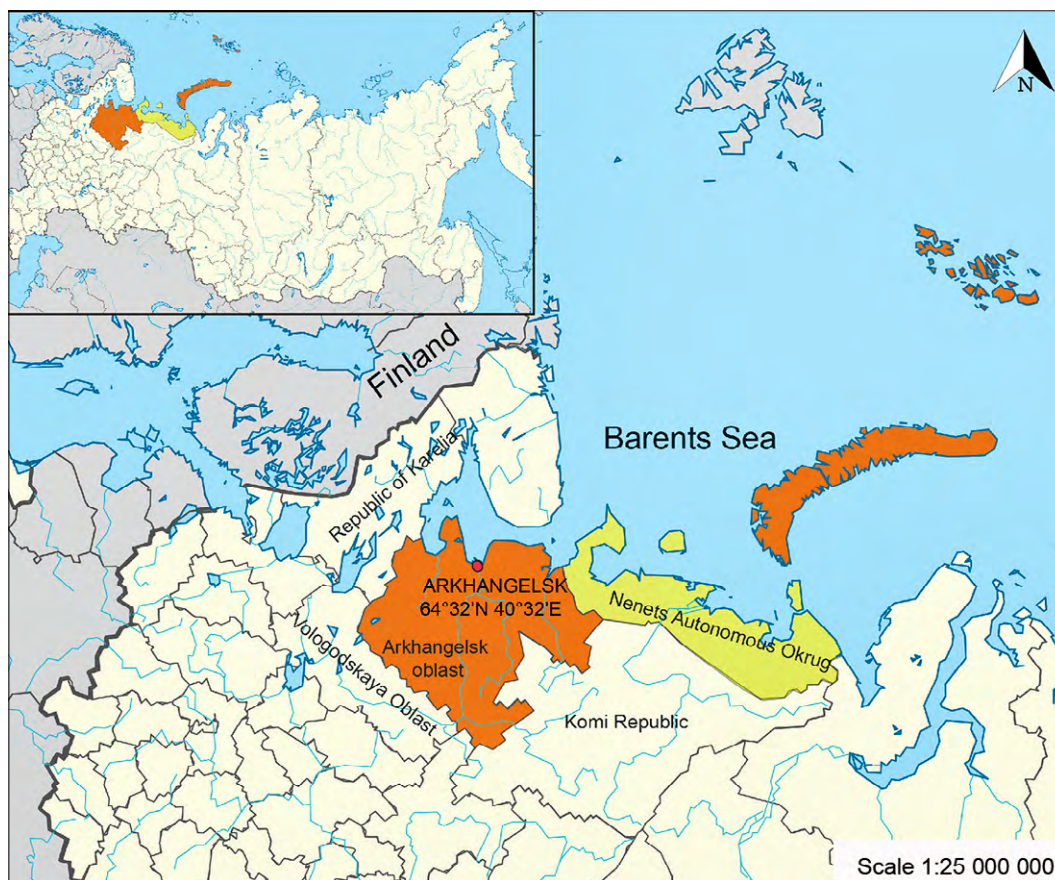 N
Finland
Barents Sea
Republic of Karelia
ARKHANGELSK
64°32'N 40°32'E
Nenets Autonomous Okrug
Vologodskaya Oblast
Arkhangelsk
oblast
Komi Republic
Scale 1:25 000 000